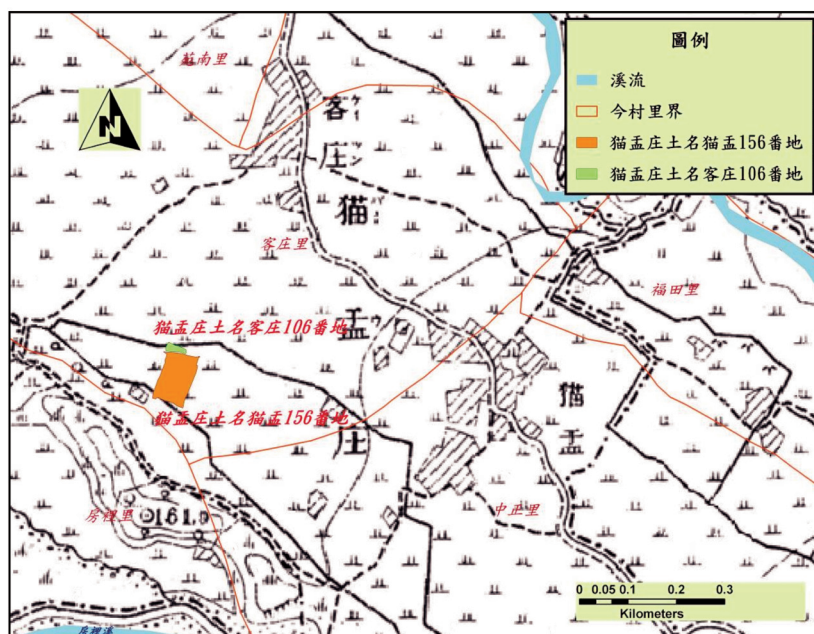 圖例
溪流
今村里界
猫盂庄土名猫盂156番地
猫盂庄土名客庄106番地
N
苑南里
客庄
猫盂庄
客庄里
福田里
猫盂庄土名客庄106番地
猫盂庄土名猫盂156番地
猫盂
房裡里
161.9
中正里
房裡溪
0 0.05 0.1 0.2 0.3
Kilometers